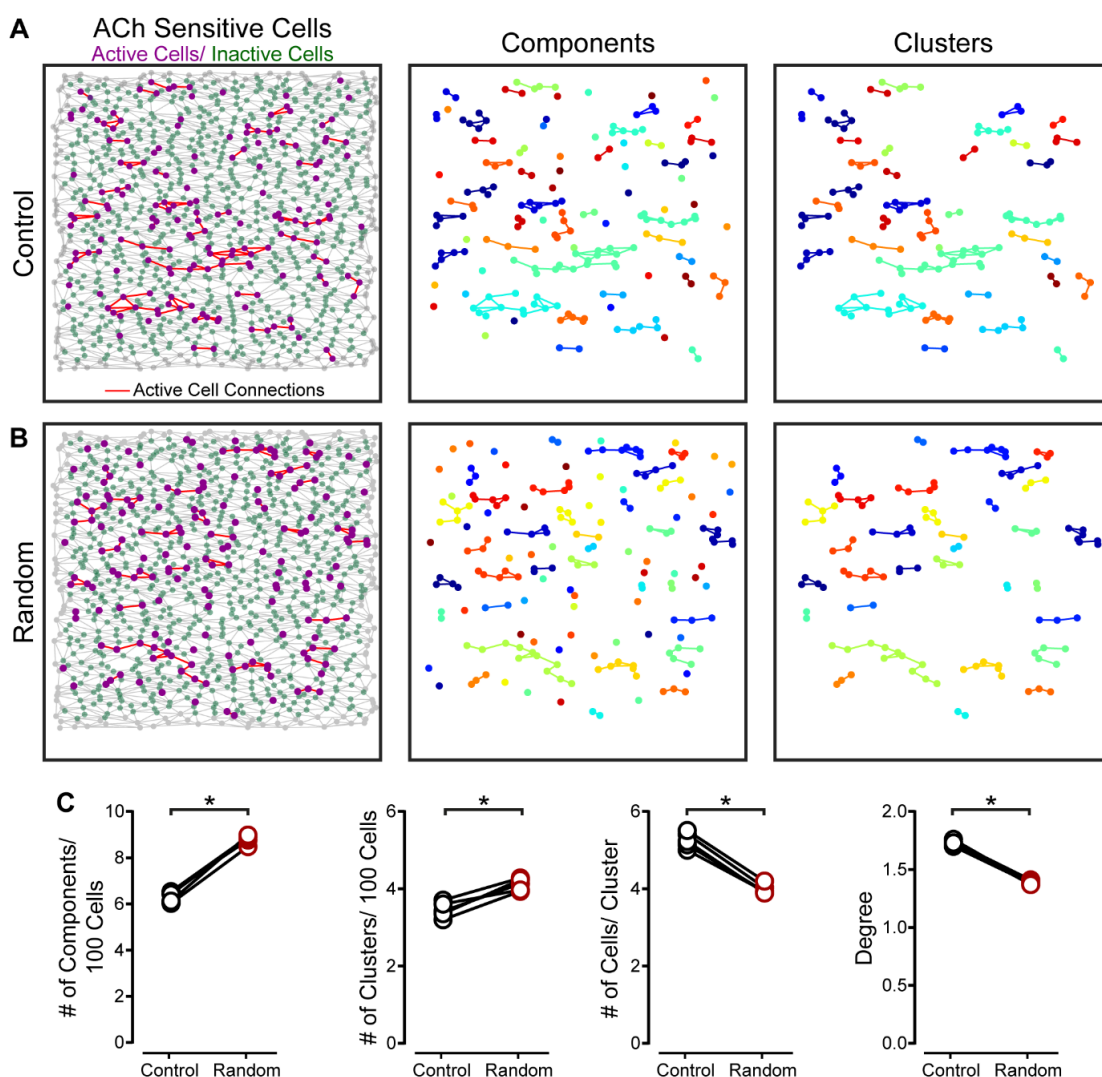 A
ACh Sensitive Cells
Active Cells/ Inactive Cells
Components
Clusters
Control
Active Cell Connections
B
Random
C
# of Components/
100 Cells
10
8
6
4
2
0
*
Control
Random
# of Clusters/ 100 Cells
6
4
2
0
*
Control
Random
# of Cells/ Cluster
6
4
2
0
*
Control
Random
Degree
2.0
1.5
1.0
0.5
0.0
*
Control
Random